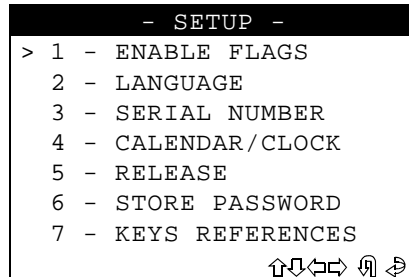 - SETUP -
> 1 - ENABLE FLAGS
2 - LANGUAGE
3 - SERIAL NUMBER
4 - CALENDAR/CLOCK
5 - RELEASE
6 - STORE PASSWORD
7 - KEYS REFERENCES